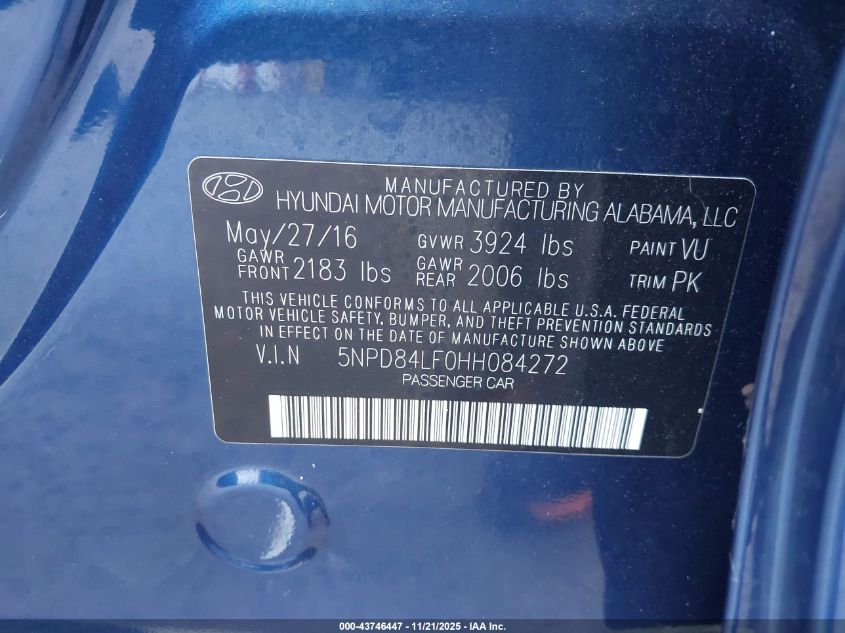 MANUFACTURED BY
HYUNDAI MOTOR MANUFACTURING ALABAMA, LLC
May/27/16 GVWR 3924 lbs PAINT VU
GAWR FRONT 2183 lbs GAWR REAR 2006 lbs TRIM PK
THIS VEHICLE CONFORMS TO ALL APPLICABLE U.S.A. FEDERAL
MOTOR VEHICLE SAFETY, BUMPER, AND THEFT PREVENTION STANDARDS
IN EFFECT ON THE DATE OF MANUFACTURE SHOWN ABOVE
V.I.N 5NPD84LF0HH084272
PASSENGER CAR
000-43746447 - 11/21/2025 - IAA Inc.